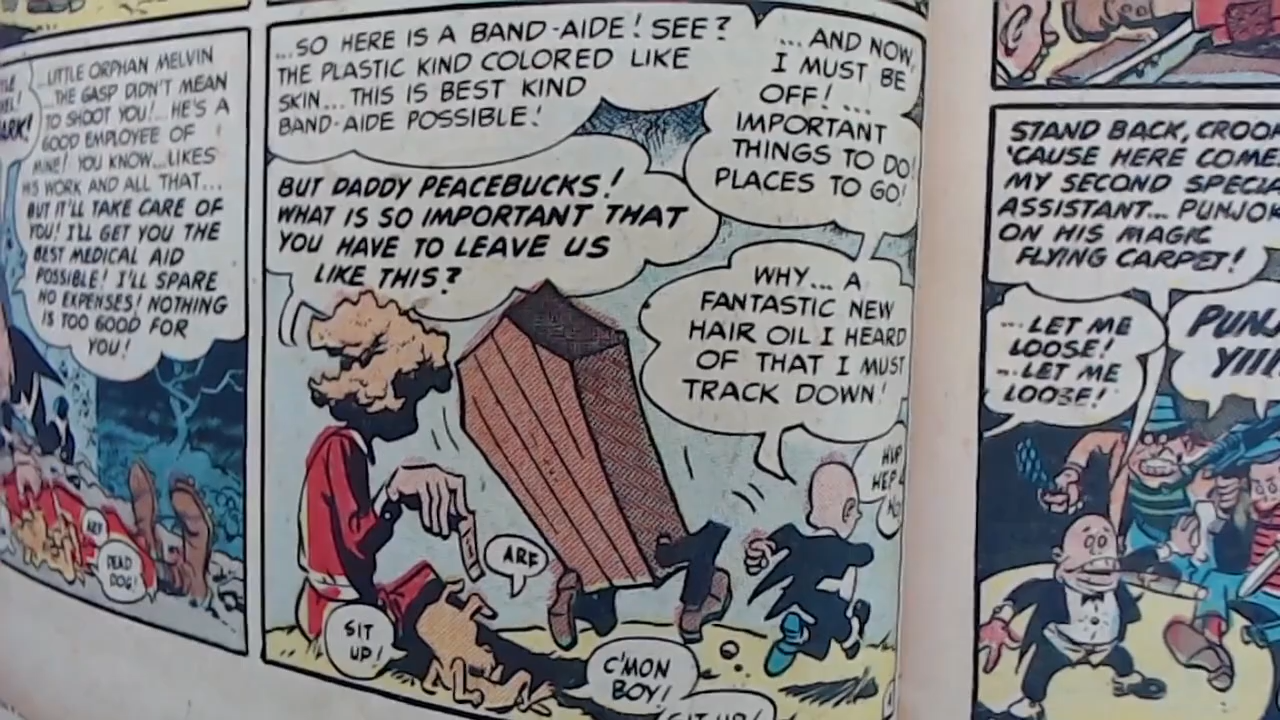 ...LITTLE ORPHAN MELVIN
...THE GASP DIDN'T MEAN
TO SHOOT YOU!... HE'S A
GOOD EMPLOYEE OF
MINE! YOU KNOW...LIKES
HIS WORK AND ALL THAT...
BUT IT'LL TAKE CARE OF
YOU! I'LL GET YOU THE
BEST MEDICAL AID
POSSIBLE! I'LL SPARE
NO EXPENSES! NOTHING
IS TOO GOOD FOR
YOU!
ARF
DEAD
DOG!
...SO HERE IS A BAND-AIDE! SEE?
THE PLASTIC KIND COLORED LIKE
SKIN... THIS IS BEST KIND
BAND-AIDE POSSIBLE!
...AND NOW,
I MUST BE
OFF!...
IMPORTANT
THINGS TO DO!
PLACES TO GO!
BUT DADDY PEACEBUCKS!
WHAT IS SO IMPORTANT THAT
YOU HAVE TO LEAVE US
LIKE THIS?
WHY... A
FANTASTIC NEW
HAIR OIL I HEARD
OF THAT I MUST
TRACK DOWN!
HUP
HEP
HO
ARF
SIT
UP!
C'MON
BOY!
SIT UP!
STAND BACK, CROOK
'CAUSE HERE COME
MY SECOND SPECIA
ASSISTANT... PUNJO
ON HIS MAGIC
FLYING CARPET!
...LET ME
LOOSE!
...LET ME
LOOSE!
PUNJ
YIII